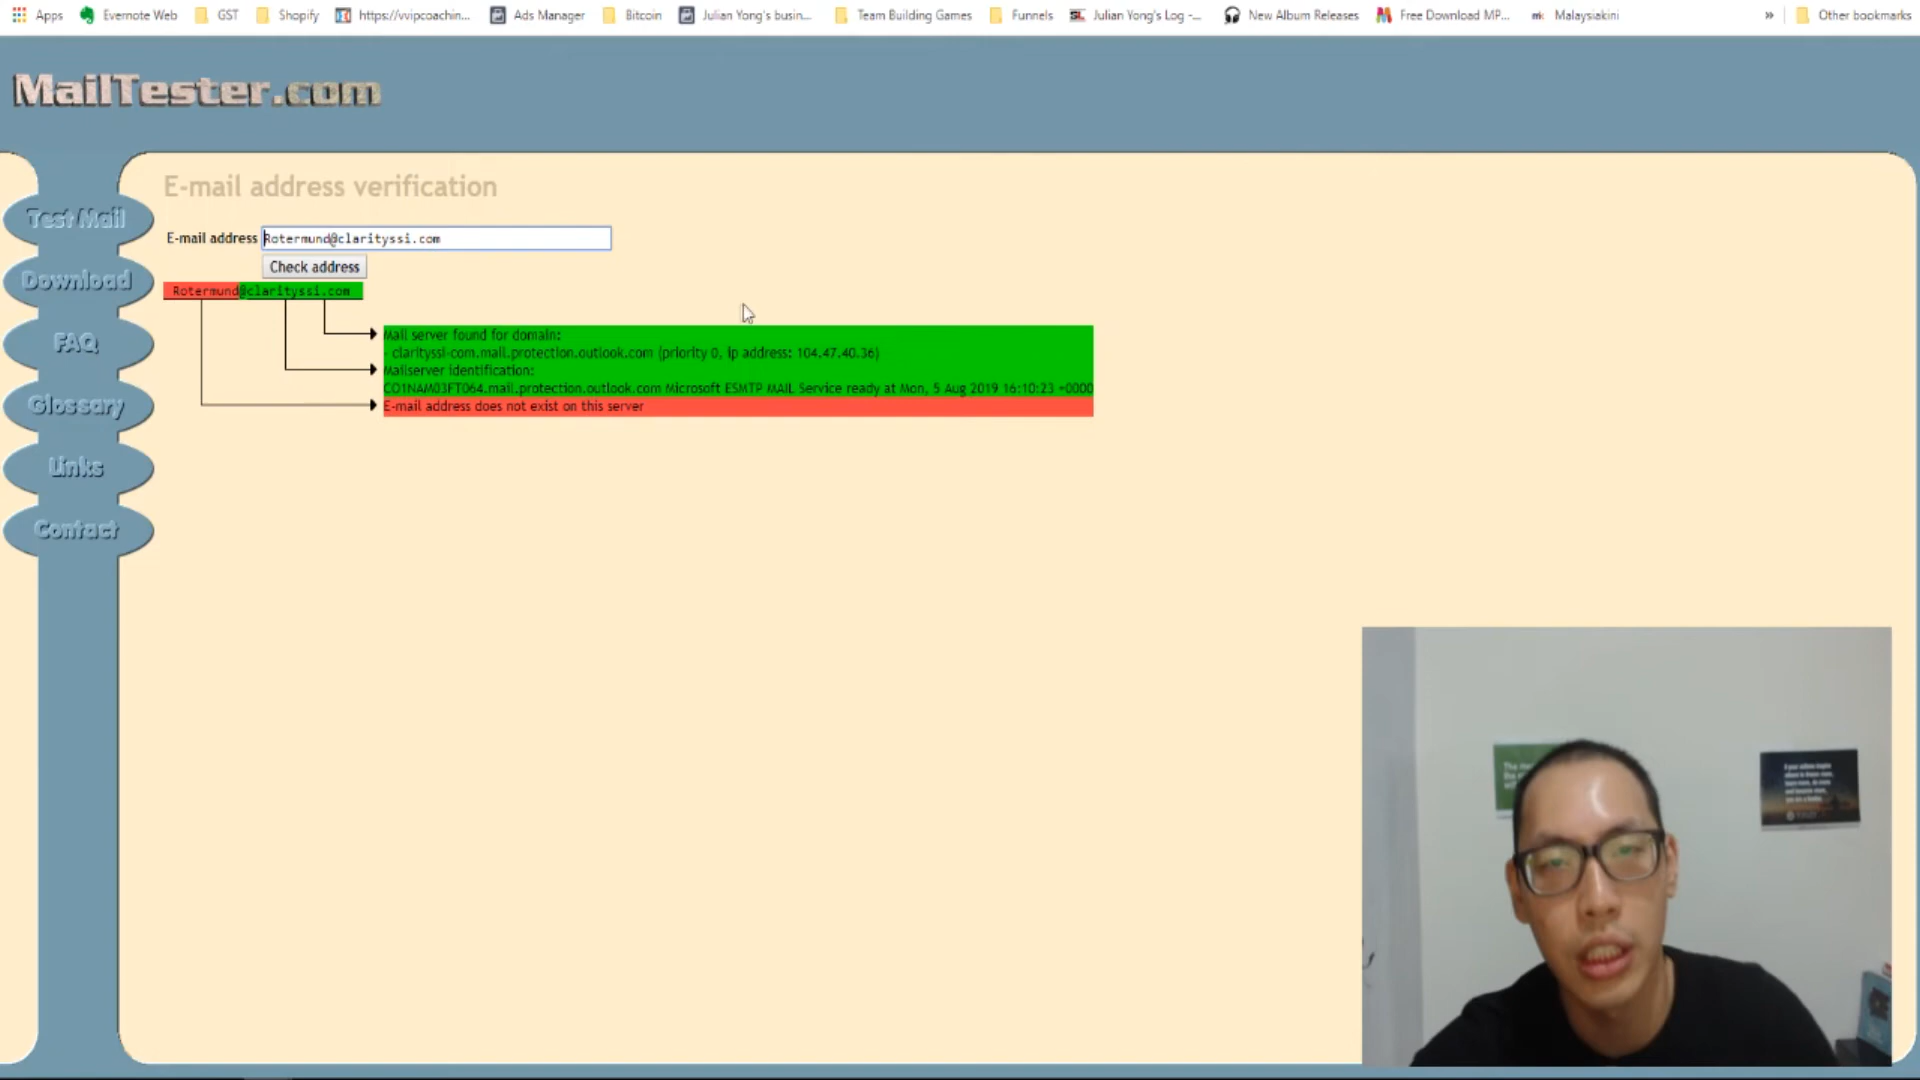 Apps Evernote Web GST Shopify https://vvipcoachin... Ads Manager Bitcoin Julian Yong's busin... Team Building Games Funnels SL Julian Yong's Log -... New Album Releases Free Download MP... mk Malaysiakini » Other bookmarks
MailTester.com
E-mail address verification
Test Mail
E-mail address Rotermund@clarityssi.com
Check address
Download
Rotermund@clarityssi.com
Mail server found for domain:
FAQ
- clarityssi-com.mail.protection.outlook.com (priority 0, ip address: 104.47.40.36)
Mailserver identification:
CO1NAM03FT064.mail.protection.outlook.com Microsoft ESMTP MAIL Service ready at Mon, 5 Aug 2019 16:10:23 +0000
Glossary
E-mail address does not exist on this server
Links
Contact